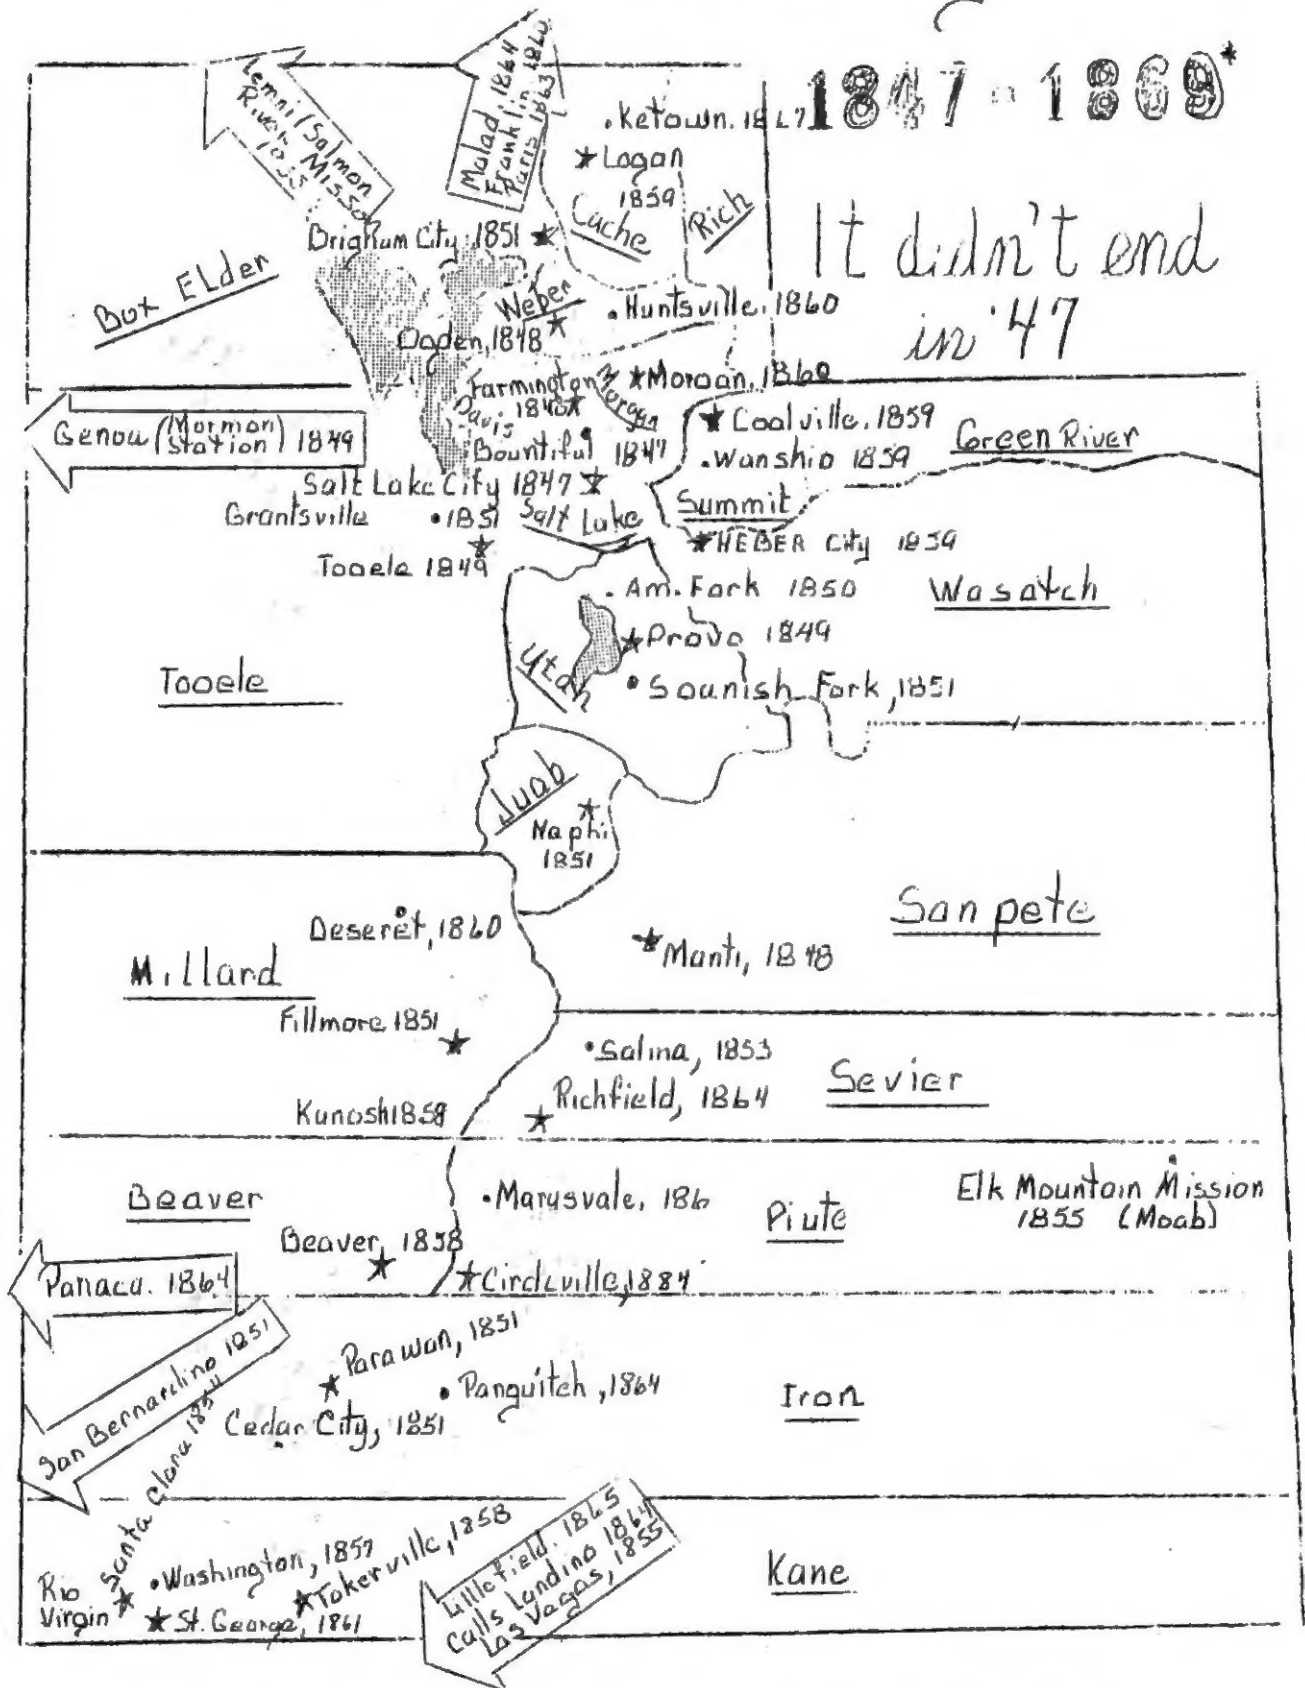 1847 - 1869*
It didn't end
in '47
Lemhi/Salmon
River Mission
1855
Malad, 1864
Franklin, 1860
Paris 1863
Ketown. 1867
Logan
1859
Cache
Rich
Brigham City, 1851
Box Elder
Weber
Huntsville, 1860
Ogden, 1848
Farmington
1848
Davis
Morgan
Morgan, 1860
Bountiful 1847
Genoa (Mormon Station) 1849
Coalville, 1859
Wanship 1859
Green River
Salt Lake City 1847
Summit
Grantsville 1851
Salt Lake
HEBER City 1859
Tooele 1849
Am. Fork 1850
Wasatch
Provo 1849
Utah
Spanish Fork, 1851
Tooele
Juab
Nephi
1851
Deseret, 1860
Sanpete
Manti, 1848
Millard
Fillmore 1851
Salina, 1853
Sevier
Richfield, 1864
Kanosh 1859
Beaver
Marysvale, 186
Piute
Elk Mountain Mission
1855 (Moab)
Beaver, 1858
Circleville, 1884
Panaca. 1864
San Bernardino 1851
Parawan, 1851
Panguitch, 1864
Iron
Cedar City, 1851
Santa Clara 1854
Rio
Virgin
Washington, 1857
Tokerville, 1858
St. George, 1861
Littlefield. 1865
Calls Landing 1864
Las Vegas, 1855
Kane